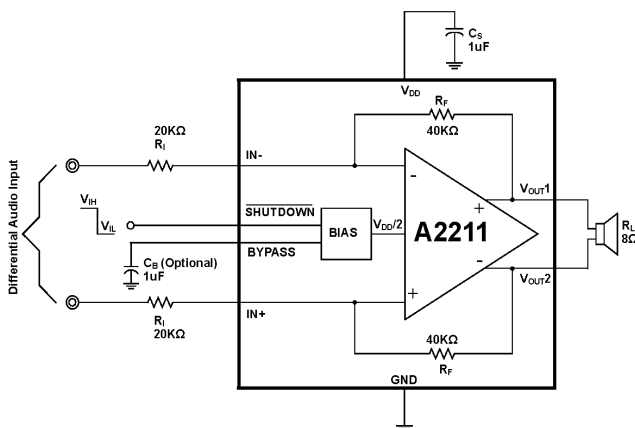 CS
1uF
VDD
RF
40KΩ
20KΩ
RI
IN-
-
VOUT1
+
Differential Audio Input
VIH
VIL
SHUTDOWN
BIAS
VDD/2
A2211
RL
8Ω
BYPASS
CB (Optional)
1uF
-
VOUT2
+
IN+
RI
20KΩ
40KΩ
RF
GND